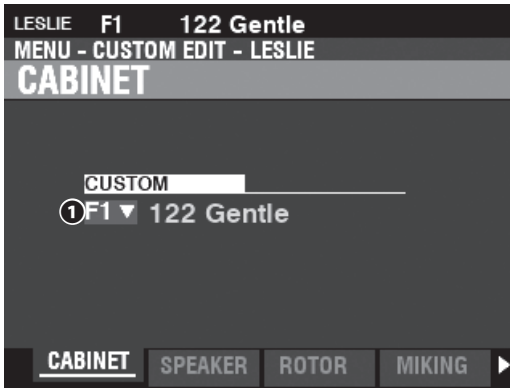 LESLIE F1 122 Gentle
MENU - CUSTOM EDIT - LESLIE
CABINET
CUSTOM
1 F1 ▼ 122 Gentle
CABINET SPEAKER ROTOR MIKING ▶